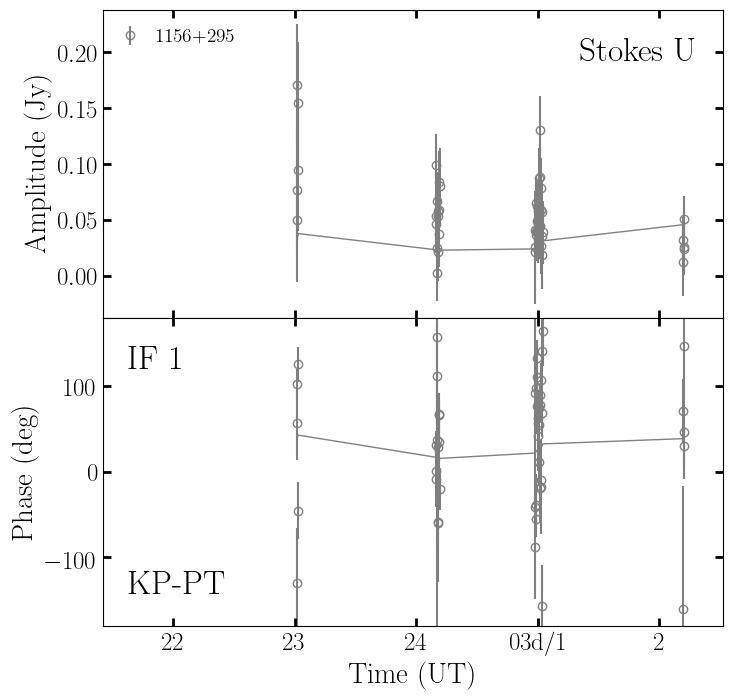 1156+295
Stokes U
0.20
0.15
0.10
0.05
0.00
Amplitude (Jy)
IF 1
100
0
−100
Phase (deg)
KP-PT
22 23 24 03d/1 2
Time (UT)